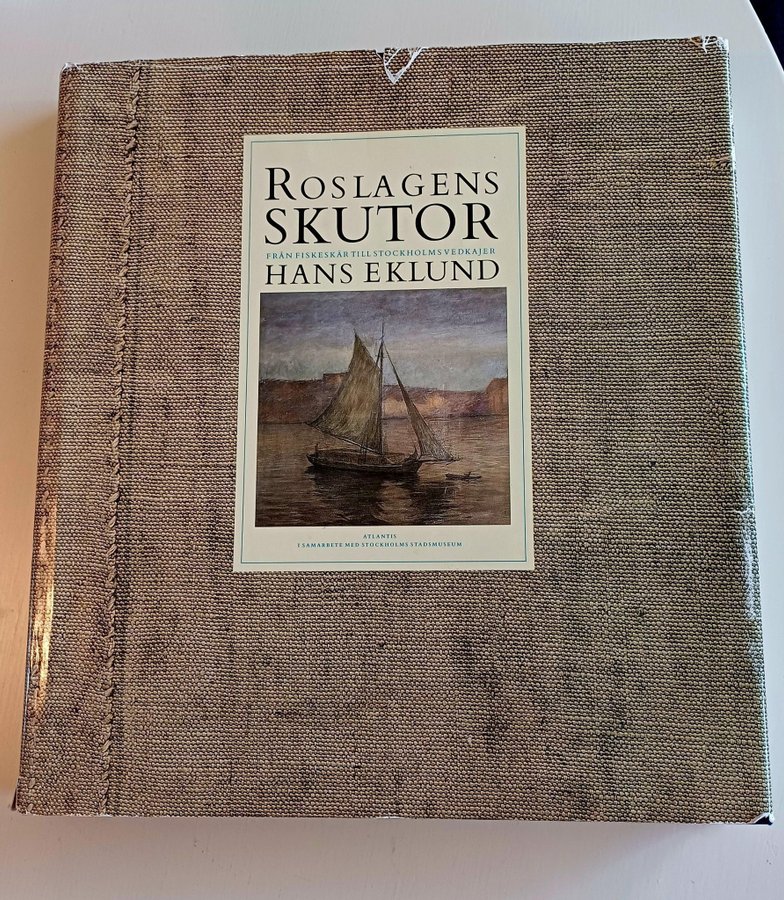 ROSLAGENS
SKUTOR
FRÅN FISKESKÄR TILL STOCKHOLMS VEDKAJER
HANS EKLUND
ATLANTIS
I SAMARBETE MED STOCKHOLMS STADSMUSEUM